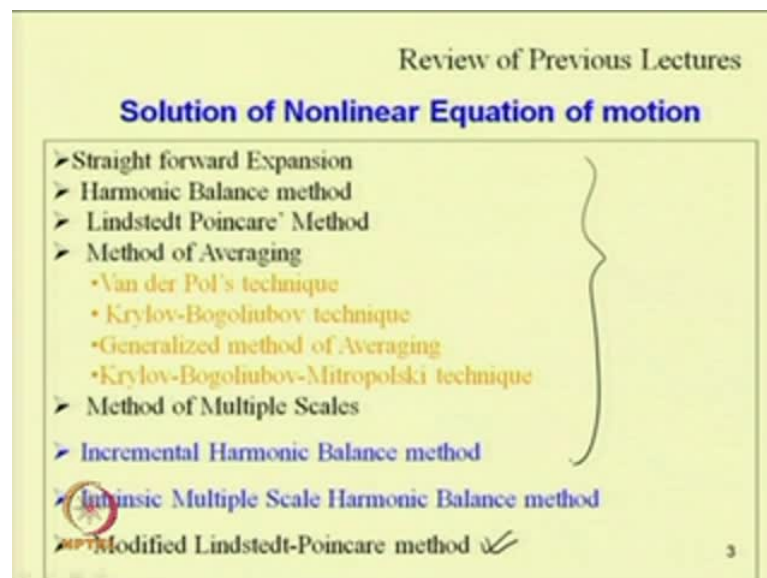 Review of Previous Lectures
Solution of Nonlinear Equation of motion
➢Straight forward Expansion
➢ Harmonic Balance method
➢ Lindstedt Poincare' Method
➢ Method of Averaging
•Van der Pol's technique
• Krylov-Bogoliubov technique
•Generalized method of Averaging
•Krylov-Bogoliubov-Mitropolski technique
➢ Method of Multiple Scales
➢ Incremental Harmonic Balance method
➢ Intrinsic Multiple Scale Harmonic Balance method
➢ Modified Lindstedt-Poincare method
NPTEL
3